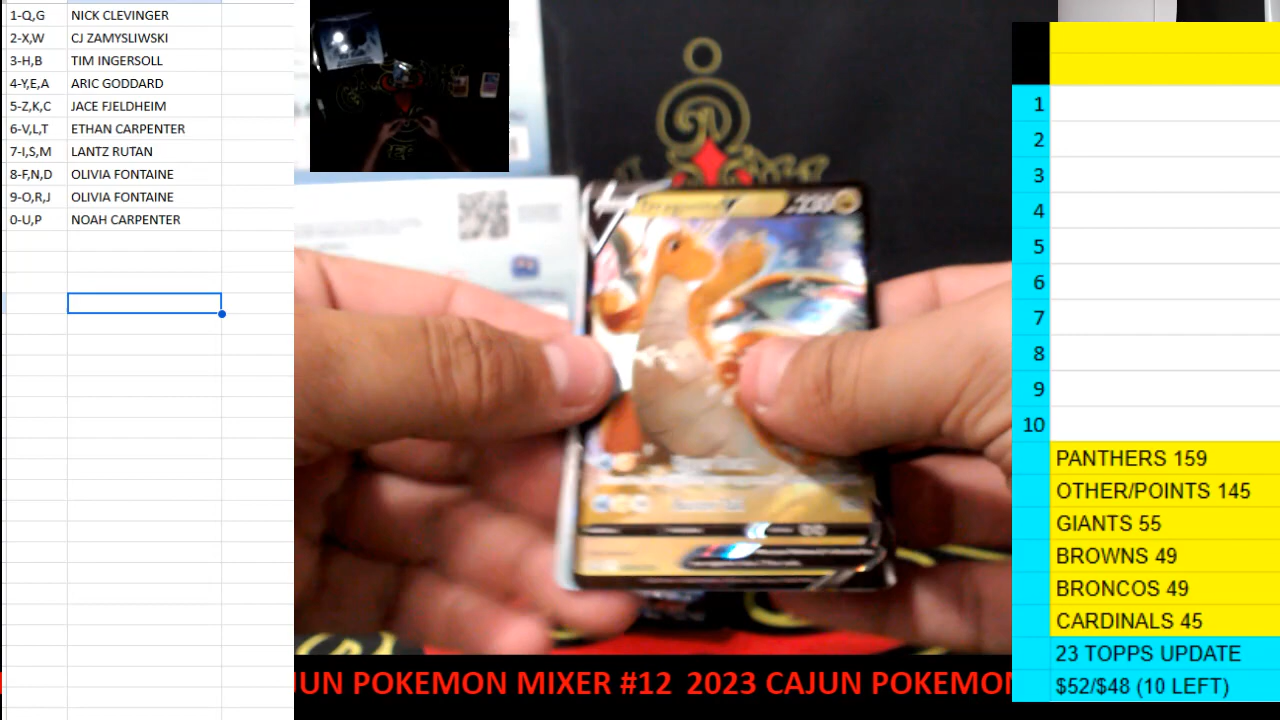 1-Q,G NICK CLEVINGER
2-X,W CJ ZAMYSLIWSKI
3-H,B TIM INGERSOLL
4-Y,E,A ARIC GODDARD
5-Z,K,C JACE FJELDHEIM
6-V,L,T ETHAN CARPENTER
7-I,S,M LANTZ RUTAN
8-F,N,D OLIVIA FONTAINE
9-O,R,J OLIVIA FONTAINE
0-U,P NOAH CARPENTER
230
1
2
3
4
5
6
7
8
9
10
PANTHERS 159
OTHER/POINTS 145
GIANTS 55
BROWNS 49
BRONCOS 49
CARDINALS 45
23 TOPPS UPDATE
$52/$48 (10 LEFT)
JUN POKEMON MIXER #12 2023 CAJUN POKEMON